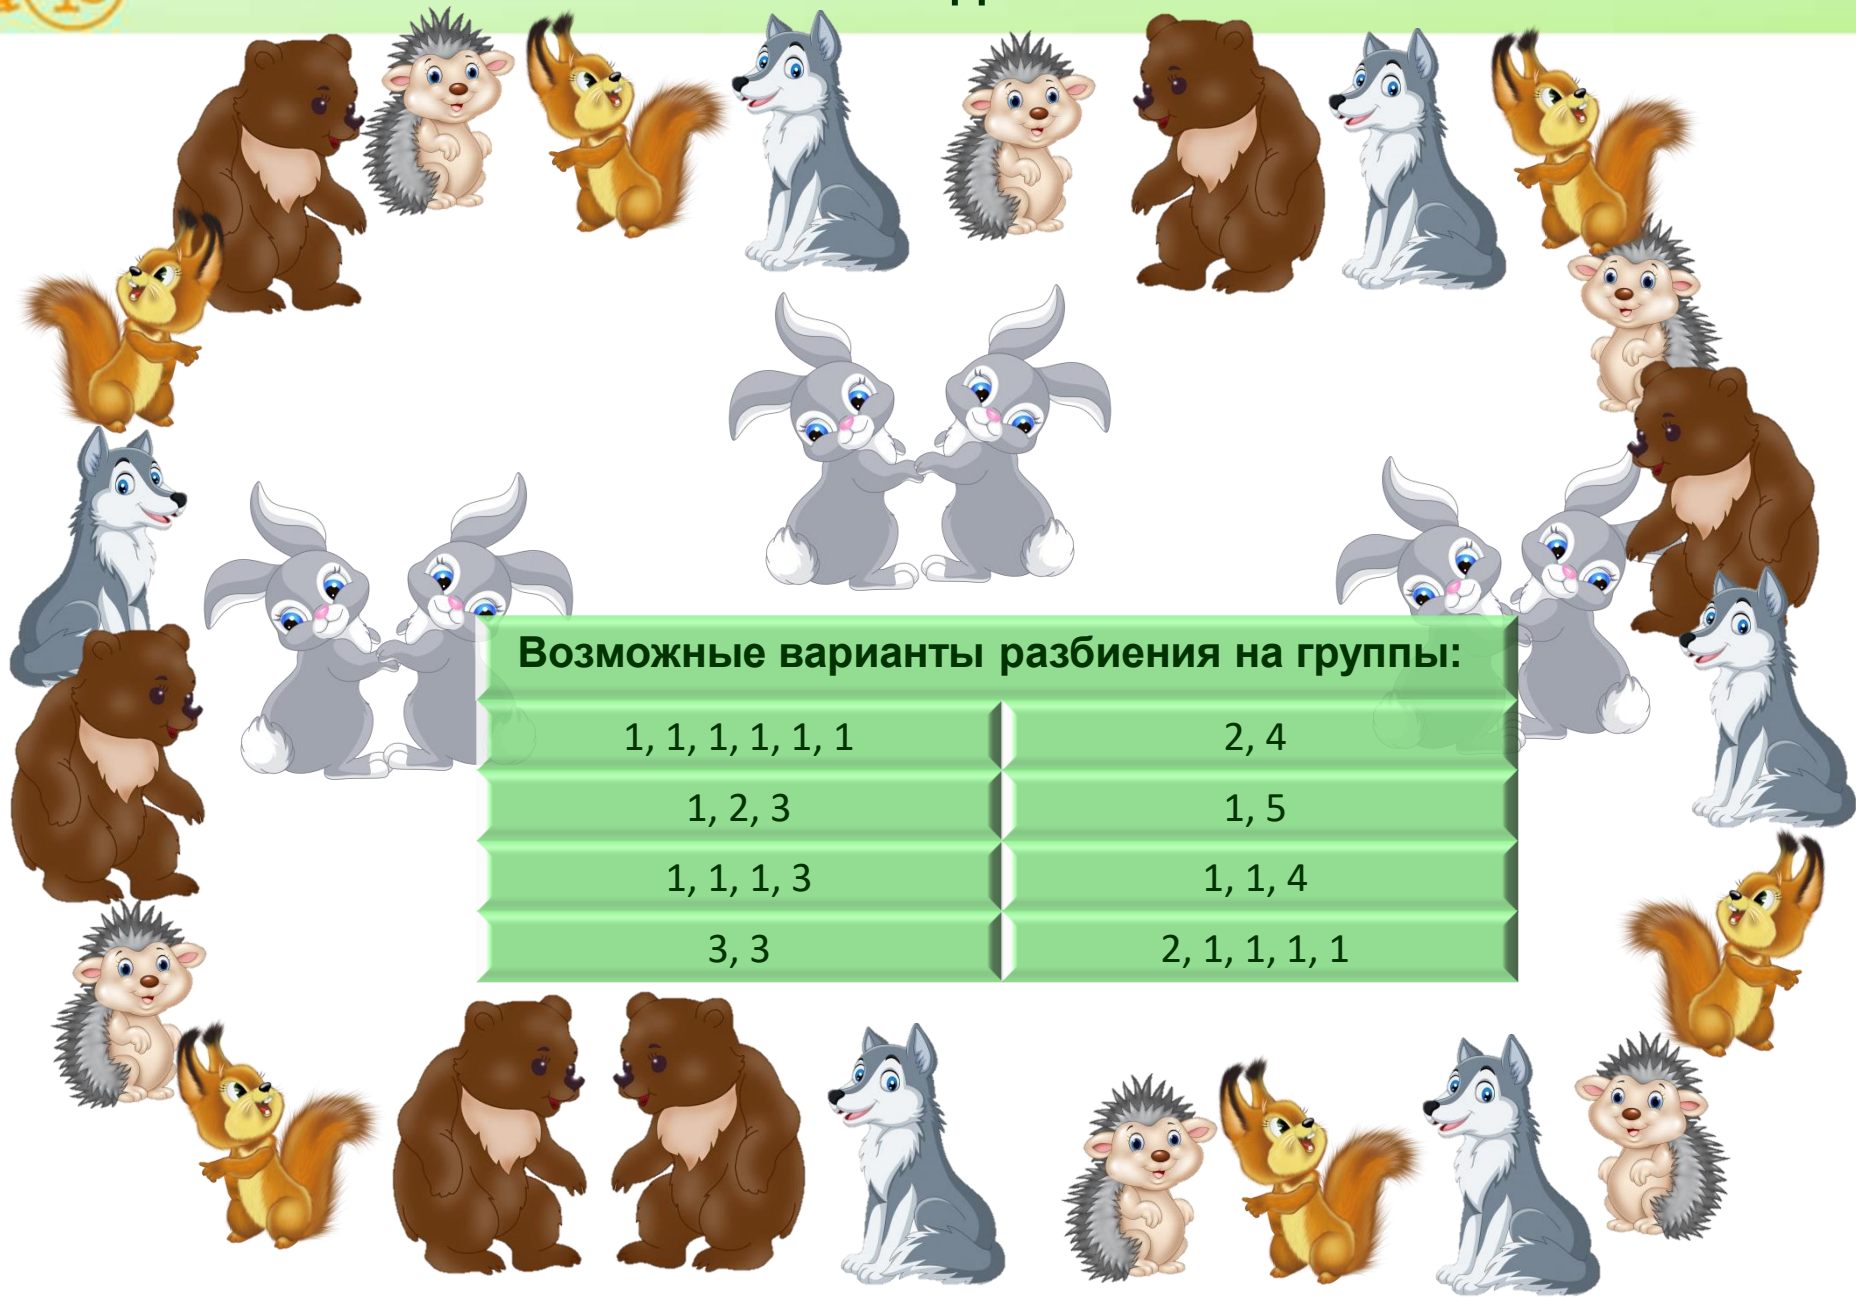 Возможные варианты разбиения на группы:
1, 1, 1, 1, 1, 1
2, 4
1, 2, 3
1, 5
1, 1, 1, 3
1, 1, 4
3, 3
2, 1, 1, 1, 1